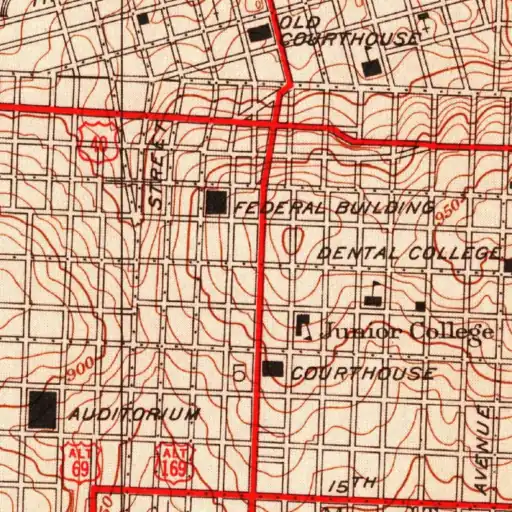 OLD
COURTHOUSE
40
STREET
FEDERAL BUILDING
950
DENTAL COLLEGE
Junior College
900
COURTHOUSE
AUDITORIUM
AVENUE
ALT
69
ALT
169
15TH